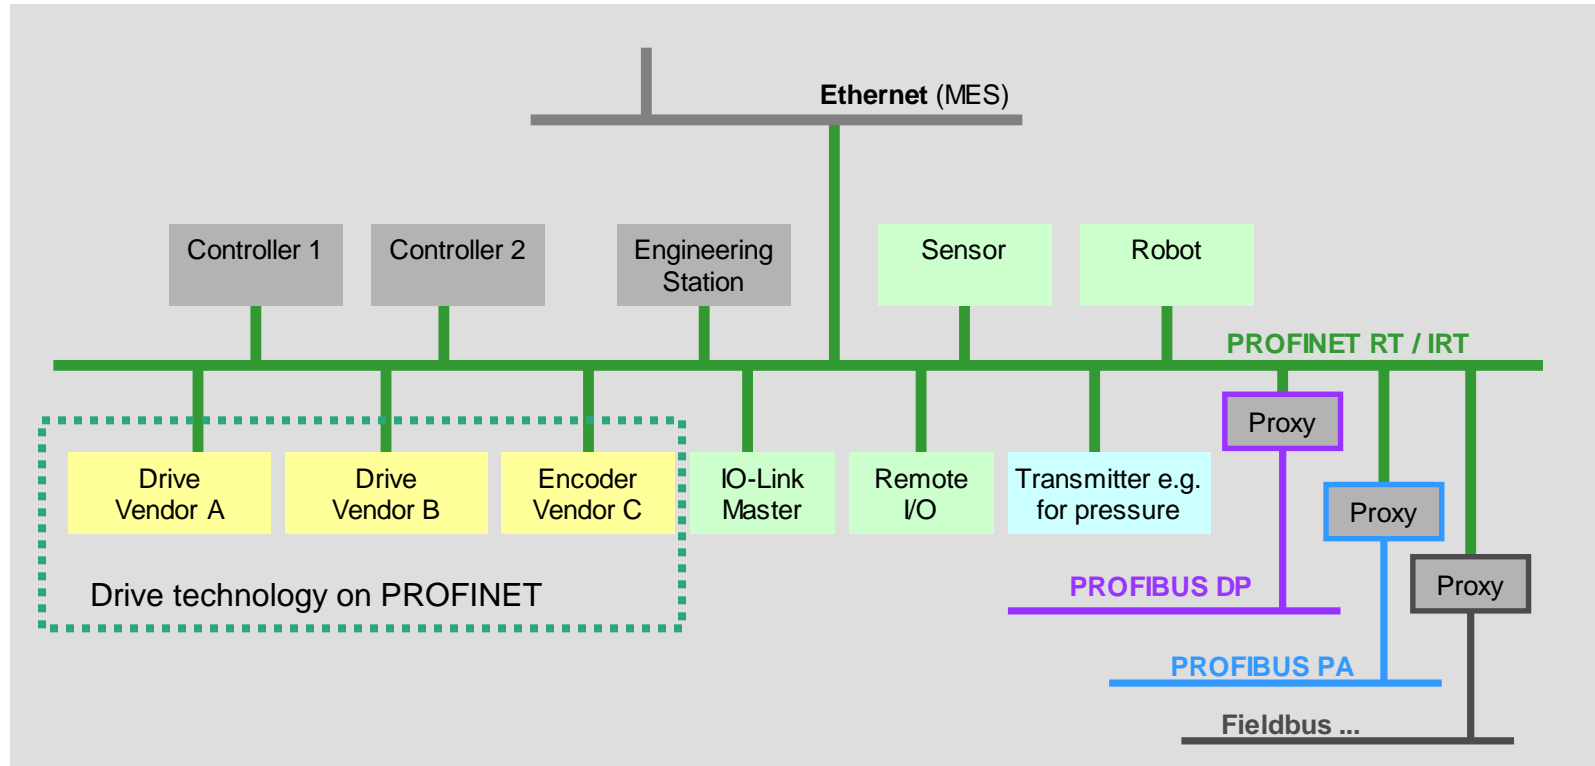 Ethernet (MES)
Controller 1
Controller 2
Engineering
Station
Sensor
Robot
PROFINET RT / IRT
Proxy
Drive
Vendor A
Drive
Vendor B
Encoder
Vendor C
IO-Link
Master
Remote
I/O
Transmitter e.g.
for pressure
Proxy
Proxy
Drive technology on PROFINET
PROFIBUS DP
PROFIBUS PA
Fieldbus ...